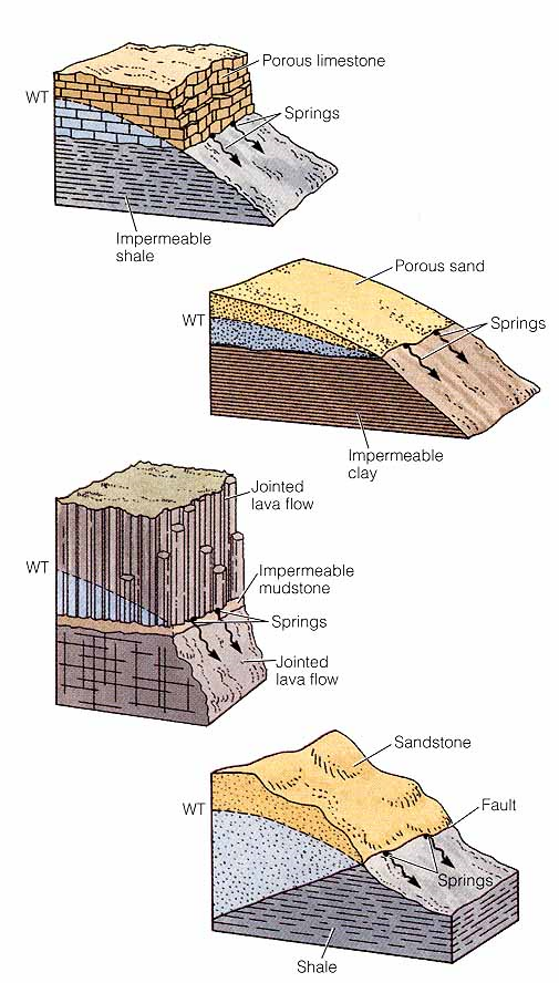 Porous limestone
WT
Springs
Impermeable
shale
Porous sand
WT
Springs
Impermeable
clay
Jointed
lava flow
WT
Impermeable
mudstone
Springs
Jointed
lava flow
Sandstone
WT
Fault
Springs
Shale